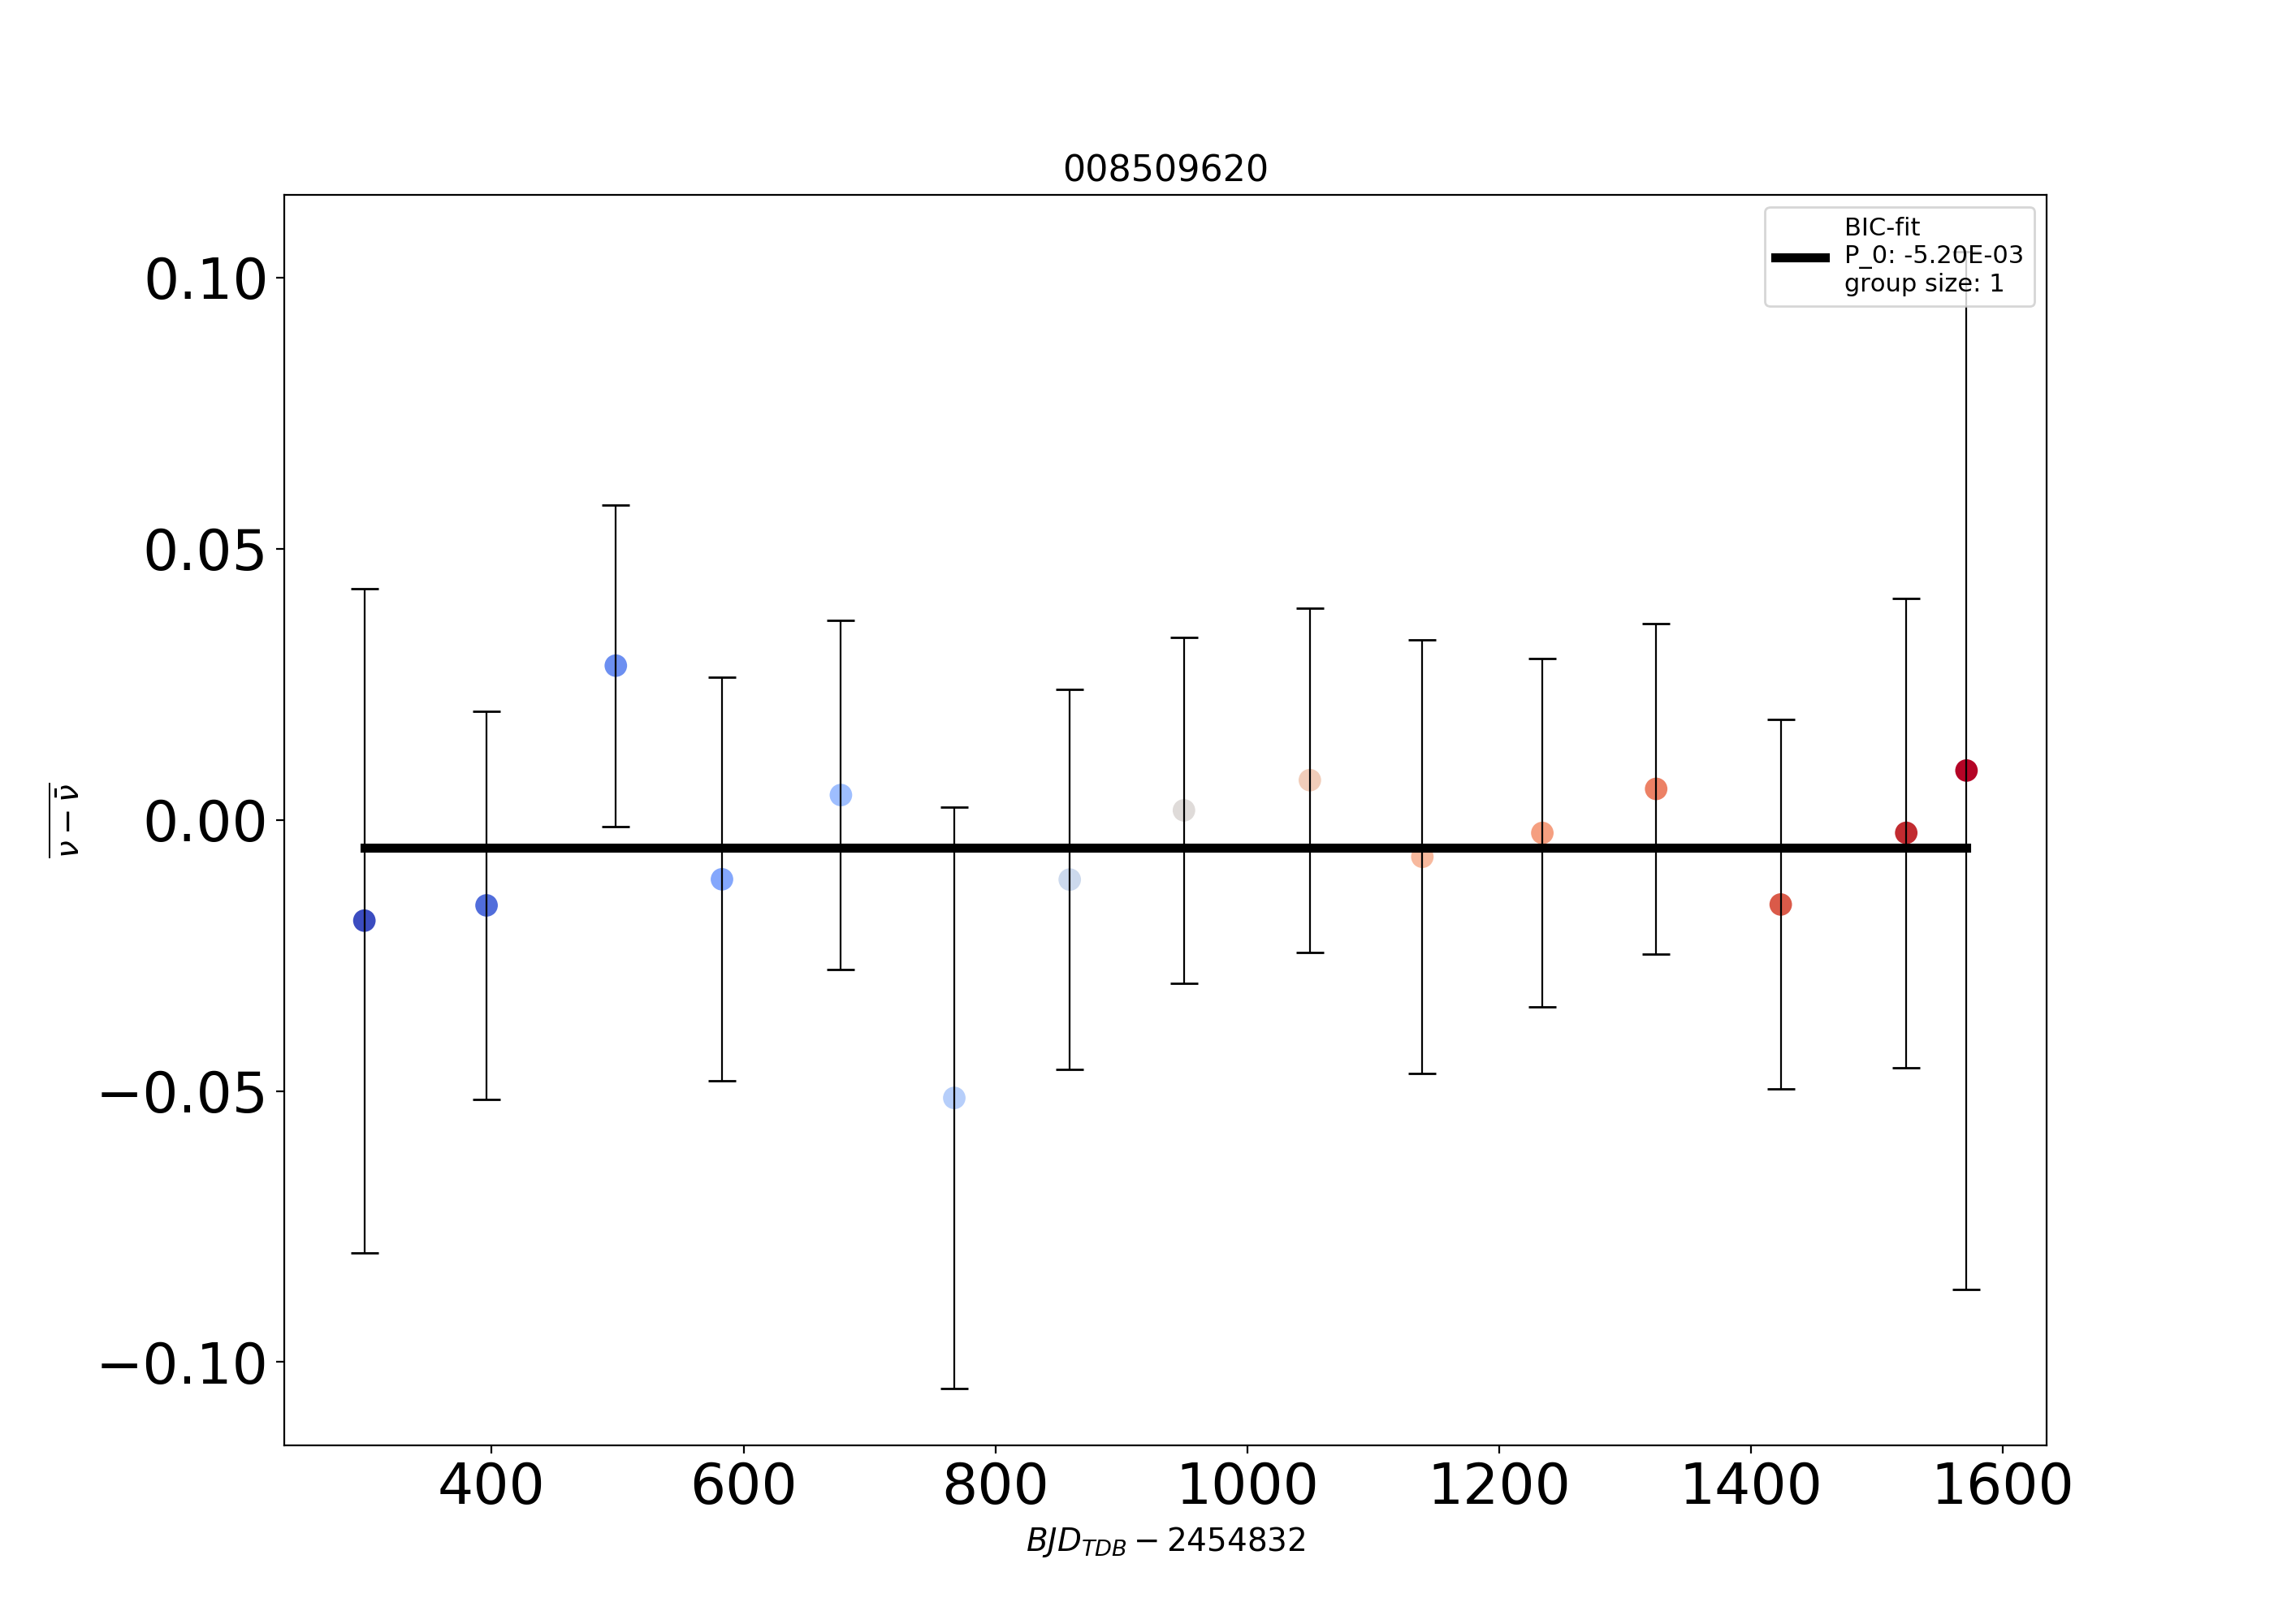 008509620
BIC-fit
P_0: -5.20E-03
group size: 1
0.10
0.05
0.00
−0.05
−0.10
ν − ν̄
400 600 800 1000 1200 1400 1600
BJD_TDB − 2454832